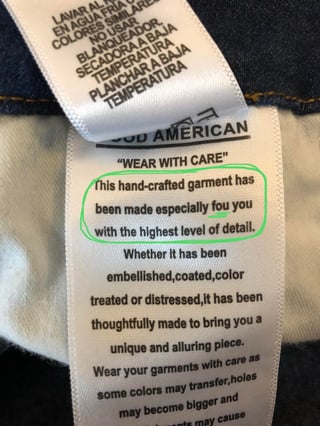 LAVAR AL
EN AGUA
COLORES SIMILARES
NO USAR
BLANQUEADOR.
SECADORA A BAJA
TEMPERATURA
PLANCHAR A BAJA
TEMPERATURA
AMERICAN
"WEAR WITH CARE"
This hand-crafted garment has
been made especially fou you
with the highest level of detail.
Whether it has been
embellished,coated,color
treated or distressed,it has been
thoughtfully made to bring you a
unique and alluring piece.
Wear your garments with care as
some colors may transfer,holes
may become bigger and
may cause